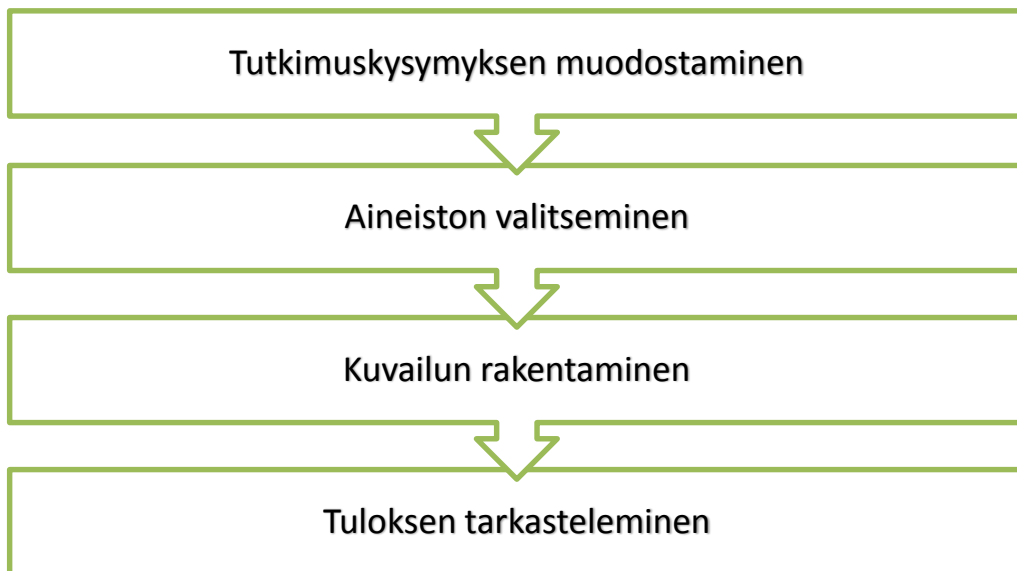 Tutkimuskysymyksen muodostaminen
Aineiston valitseminen
Kuvailun rakentaminen
Tuloksen tarkasteleminen